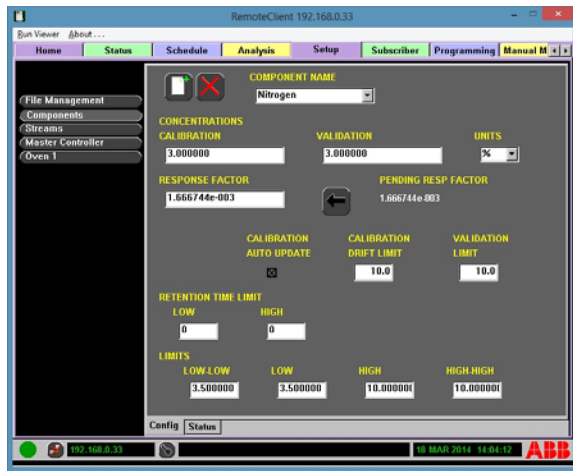 RemoteClient 192.168.0.33
Run Viewer About...
Home Status Schedule Analysis Setup Subscriber Programming Manual M
COMPONENT NAME
Nitrogen
File Management
Components
Streams
Master Controller
Oven 1
CONCENTRATIONS
CALIBRATION VALIDATION UNITS
3.000000 3.000000 %
RESPONSE FACTOR PENDING RESP FACTOR
1.666744e-003 1.666744e-003
CALIBRATION CALIBRATION VALIDATION
AUTO UPDATE DRIFT LIMIT LIMIT
10.0 10.0
RETENTION TIME LIMIT
LOW HIGH
0 0
LIMITS
LOW-LOW LOW HIGH HIGH-HIGH
3.500000 3.500000 10.00000( 10.00000(
Config Status
192.168.0.33 18 MAR 2014 14:04:12 ABB